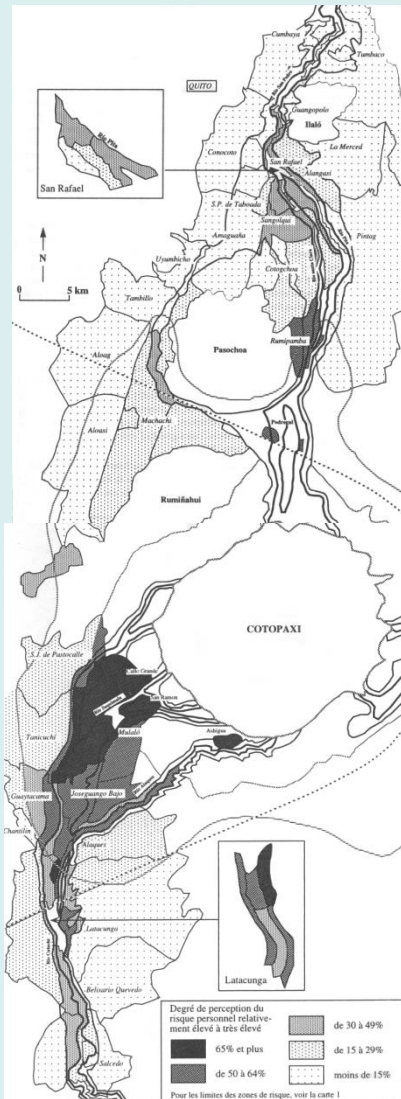 Cumbaya
Tumbaco
QUITO
Guangopolo
Ilaló
Río Pita
La Merced
Conocoto
San Rafael
San Rafael
Alangasi
S.P. de Taboada
Sangolqui
N
Amaguaña
Pintag
Uyumbicho
Cotogchoa
0 5 km
Tambillo
Rumipamba
Pasochoa
Aloag
Machachi
Pedregal
Aloasi
Rumiñahui
COTOPAXI
S.J. de Pastocalle
San Ramon
Tanicuchi
Mulaló
Guaytacama
Joseguango Bajo
Chantilin
Alaques
Latacunga
Latacunga
Belisario Quevedo
Salcedo
Degré de perception du
risque personnel relative-
ment élevé à très élevé
65% et plus
de 50 à 64%
de 30 à 49%
de 15 à 29%
moins de 15%
Pour les limites des zones de risque, voir la carte 1